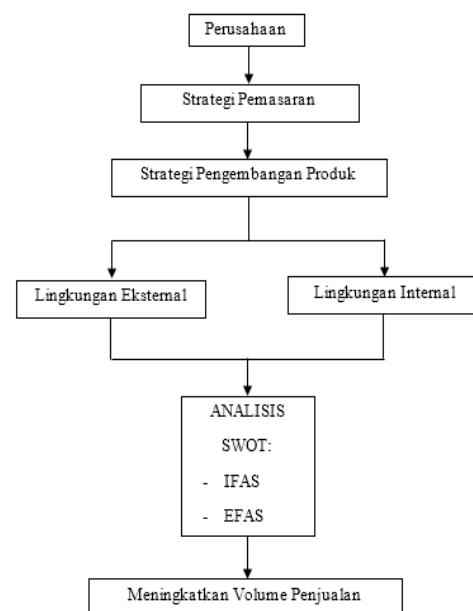 Perusahaan
Strategi Pemasaran
Strategi Pengembangan Produk
Lingkungan Eksternal
Lingkungan Internal
ANALISIS
SWOT:
- IFAS
- EFAS
Meningkatkan Volume Penjualan